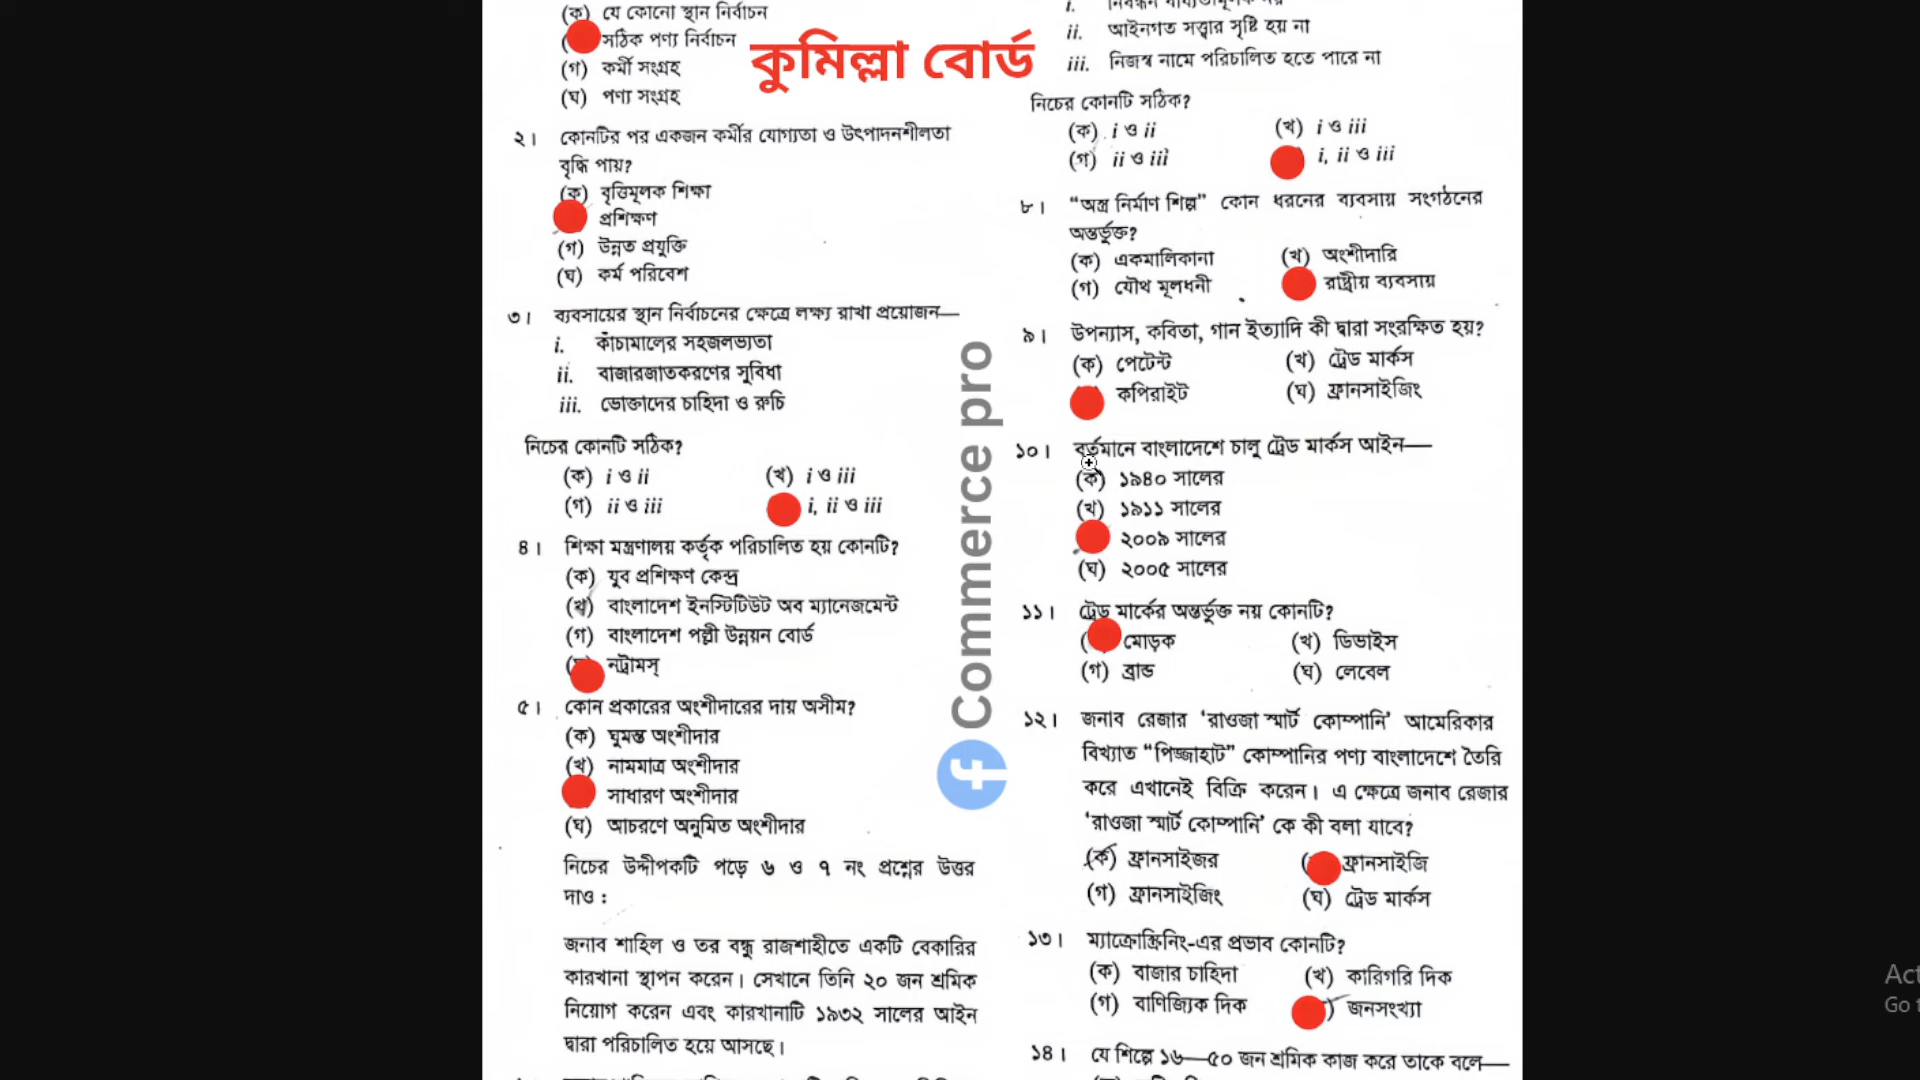 কুমিল্লা বোর্ড
(ক) যে কোনো স্থান নির্বাচন
সঠিক পণ্য নির্বাচন
(গ) কর্মী সংগ্রহ
(ঘ) পণ্য সংগ্রহ
২। কোনটির পর একজন কর্মীর যোগ্যতা ও উৎপাদনশীলতা
বৃদ্ধি পায়?
(ক) বৃত্তিমূলক শিক্ষা
প্রশিক্ষণ
(গ) উন্নত প্রযুক্তি
(ঘ) কর্ম পরিবেশ
৩। ব্যবসায়ের স্থান নির্বাচনের ক্ষেত্রে লক্ষ্য রাখা প্রয়োজন—
i. কাঁচামালের সহজলভ্যতা
ii. বাজারজাতকরণের সুবিধা
iii. ভোক্তাদের চাহিদা ও রুচি
নিচের কোনটি সঠিক?
(ক) i ও ii (খ) i ও iii
(গ) ii ও iii i, ii ও iii
৪। শিক্ষা মন্ত্রণালয় কর্তৃক পরিচালিত হয় কোনটি?
(ক) যুব প্রশিক্ষণ কেন্দ্র
(খ) বাংলাদেশ ইনস্টিটিউট অব ম্যানেজমেন্ট
(গ) বাংলাদেশ পল্লী উন্নয়ন বোর্ড
নট্রামস্
৫। কোন প্রকারের অংশীদারের দায় অসীম?
(ক) ঘুমন্ত অংশীদার
(খ) নামমাত্র অংশীদার
সাধারণ অংশীদার
(ঘ) আচরণে অনুমিত অংশীদার
নিচের উদ্দীপকটি পড়ে ৬ ও ৭ নং প্রশ্নের উত্তর
দাও :
জনাব শাহিল ও তর বন্ধু রাজশাহীতে একটি বেকারির
কারখানা স্থাপন করেন। সেখানে তিনি ২০ জন শ্রমিক
নিয়োগ করেন এবং কারখানাটি ১৯৩২ সালের আইন
দ্বারা পরিচালিত হয়ে আসছে।
Commerce pro
i. নিবন্ধন বাধ্যতামূলক নয়
ii. আইনগত সত্ত্বার সৃষ্টি হয় না
iii. নিজস্ব নামে পরিচালিত হতে পারে না
নিচের কোনটি সঠিক?
(ক) i ও ii (খ) i ও iii
(গ) ii ও iii i, ii ও iii
৮। “অস্ত্র নির্মাণ শিল্প” কোন ধরনের ব্যবসায় সংগঠনের
অন্তর্ভুক্ত?
(ক) একমালিকানা (খ) অংশীদারি
(গ) যৌথ মূলধনী রাষ্ট্রীয় ব্যবসায়
৯। উপন্যাস, কবিতা, গান ইত্যাদি কী দ্বারা সংরক্ষিত হয়?
(ক) পেটেন্ট (খ) ট্রেড মার্কস
কপিরাইট (ঘ) ফ্রানসাইজিং
১০। বর্তমানে বাংলাদেশে চালু ট্রেড মার্কস আইন—
(ক) ১৯৪০ সালের
(খ) ১৯১১ সালের
২০০৯ সালের
(ঘ) ২০০৫ সালের
১১। ট্রেড মার্কের অন্তর্ভুক্ত নয় কোনটি?
মোড়ক (খ) ডিভাইস
(গ) ব্রান্ড (ঘ) লেবেল
১২। জনাব রেজার ‘রাওজা স্মার্ট কোম্পানি’ আমেরিকার
বিখ্যাত “পিজ্জাহাট” কোম্পানির পণ্য বাংলাদেশে তৈরি
করে এখানেই বিক্রি করেন। এ ক্ষেত্রে জনাব রেজার
‘রাওজা স্মার্ট কোম্পানি’ কে কী বলা যাবে?
(ক) ফ্রানসাইজর ফ্রানসাইজি
(গ) ফ্রানসাইজিং (ঘ) ট্রেড মার্কস
১৩। ম্যাক্রোস্ক্রিনিং-এর প্রভাব কোনটি?
(ক) বাজার চাহিদা (খ) কারিগরি দিক
(গ) বাণিজ্যিক দিক জনসংখ্যা
১৪। যে শিল্পে ১৬—৫০ জন শ্রমিক কাজ করে তাকে বলে—
Act
Go t